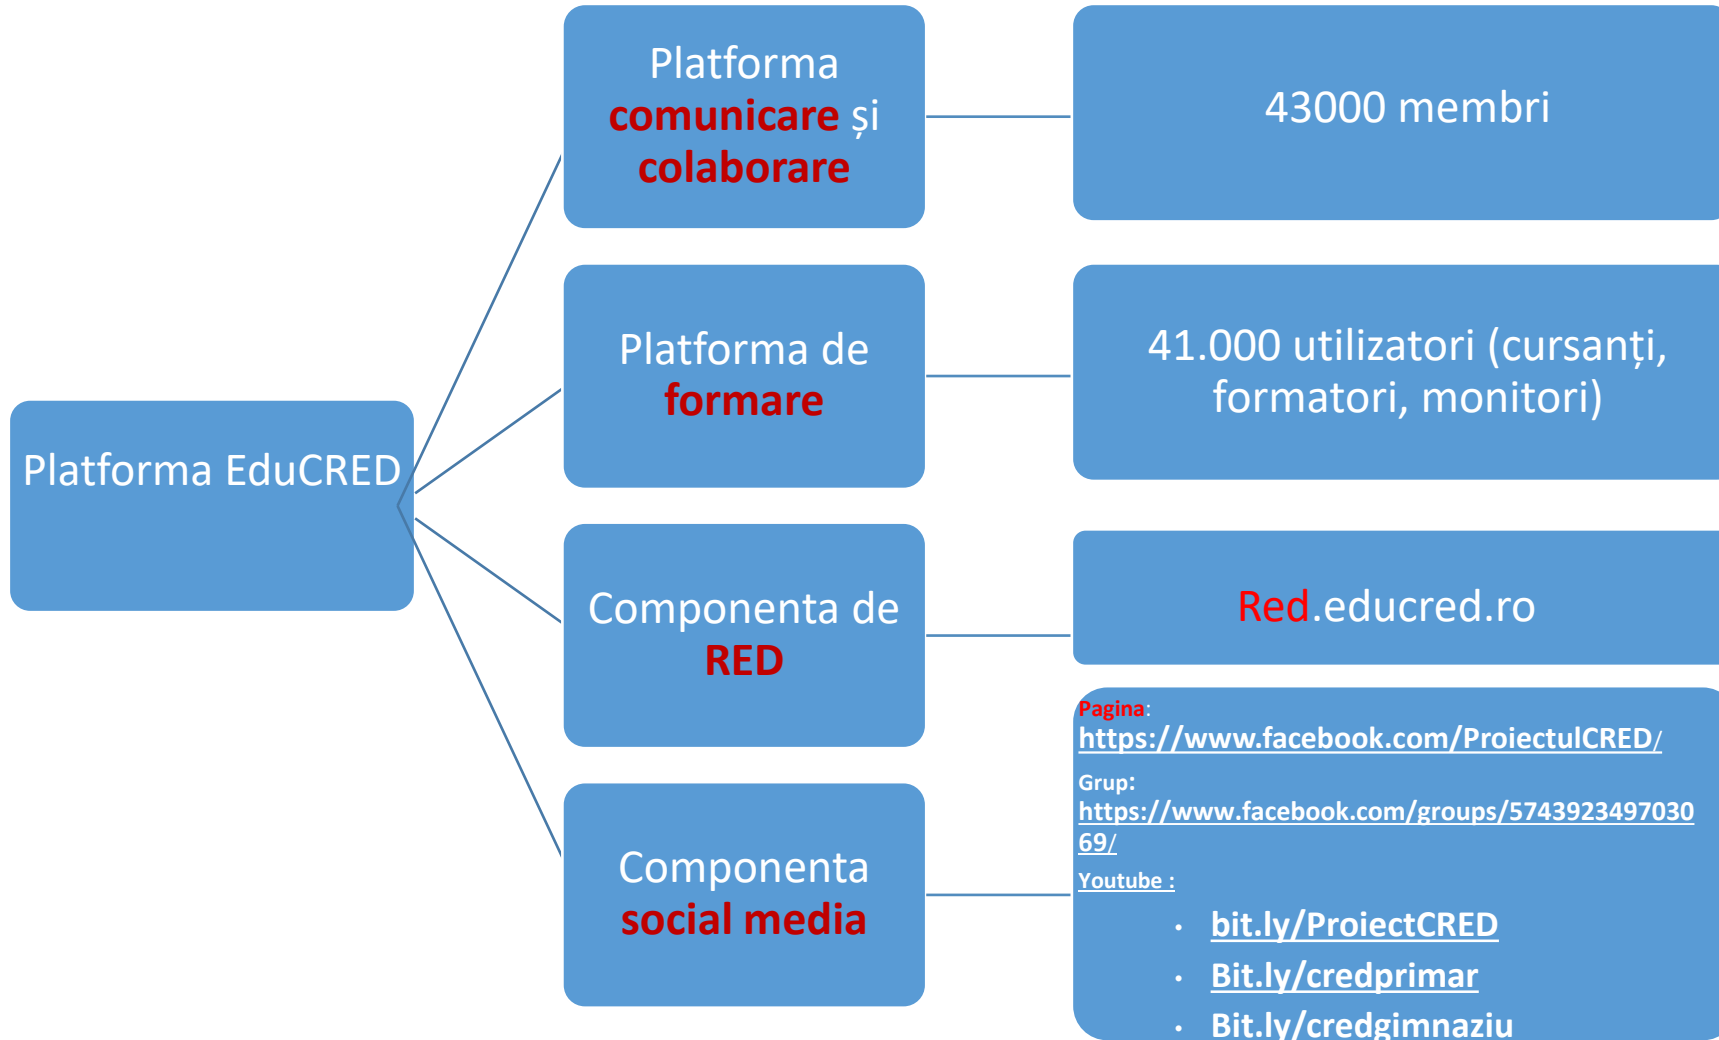 Platforma EduCRED
Platforma
comunicare și
colaborare
43000 membri
Platforma de
formare
41.000 utilizatori (cursanți,
formatori, monitori)
Componenta de
RED
Red.educred.ro
Componenta
social media
Pagina:
https://www.facebook.com/ProiectulCRED/
Grup:
https://www.facebook.com/groups/5743923497030
69/
Youtube :
• bit.ly/ProiectCRED
• Bit.ly/credprimar
• Bit.ly/credgimnaziu